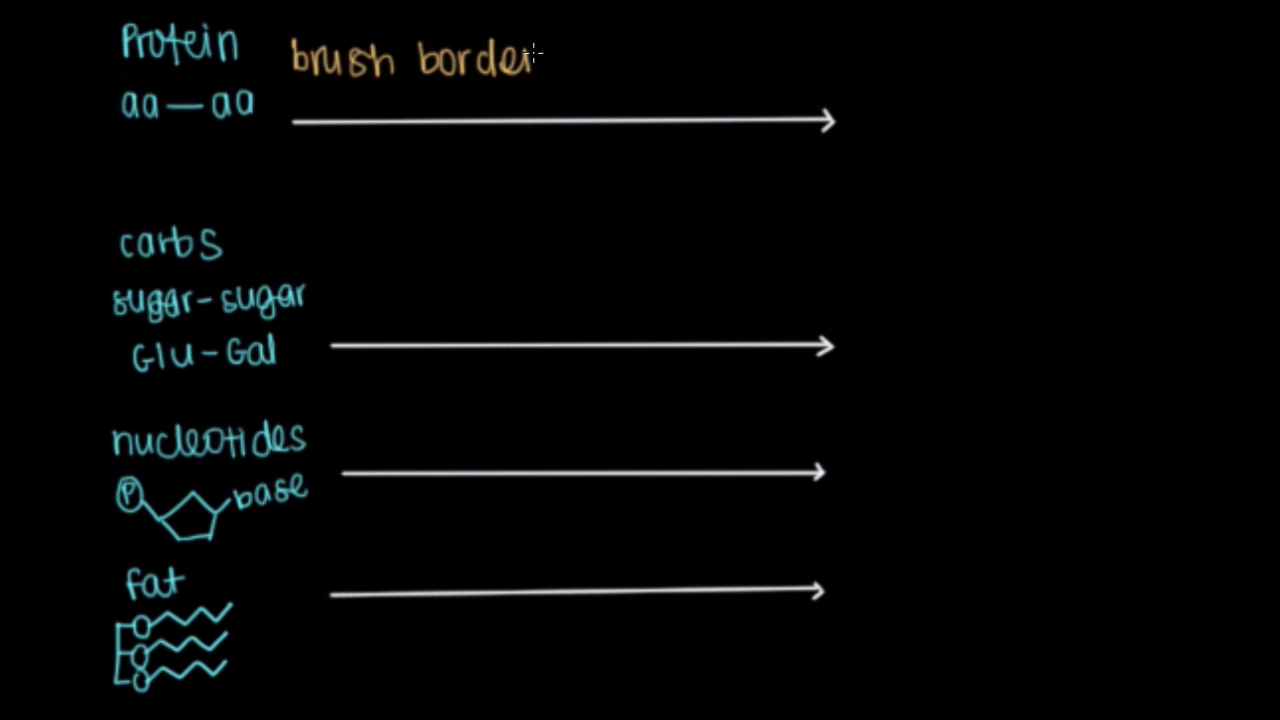 Protein
brush border
aa—aa
carbs
sugar-sugar
Glu-Gal
nucleotides
P
base
fat
O
O
O